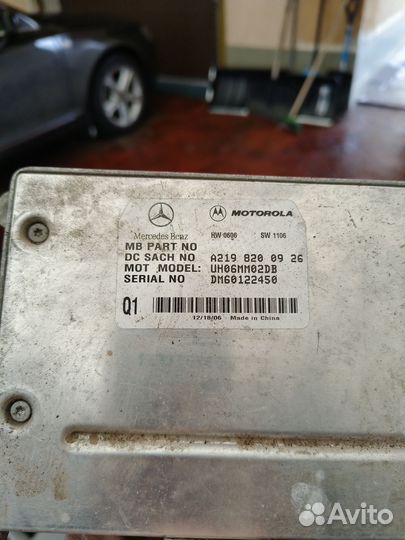 MOTOROLA
Mercedes Benz HW 0606 SW 1106
MB PART NO
DC SACH NO A219 820 09 26
MOT MODEL: UH06MM02DB
SERIAL NO DM60122450
Q1
12/18/06 Made in China
Avito